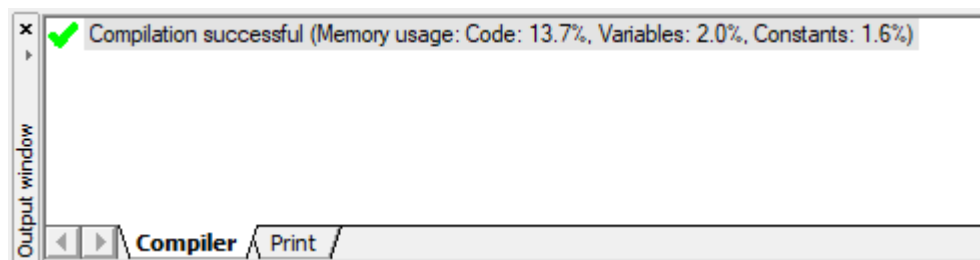 Compilation successful (Memory usage: Code: 13.7%, Variables: 2.0%, Constants: 1.6%)
Output window
Compiler
Print